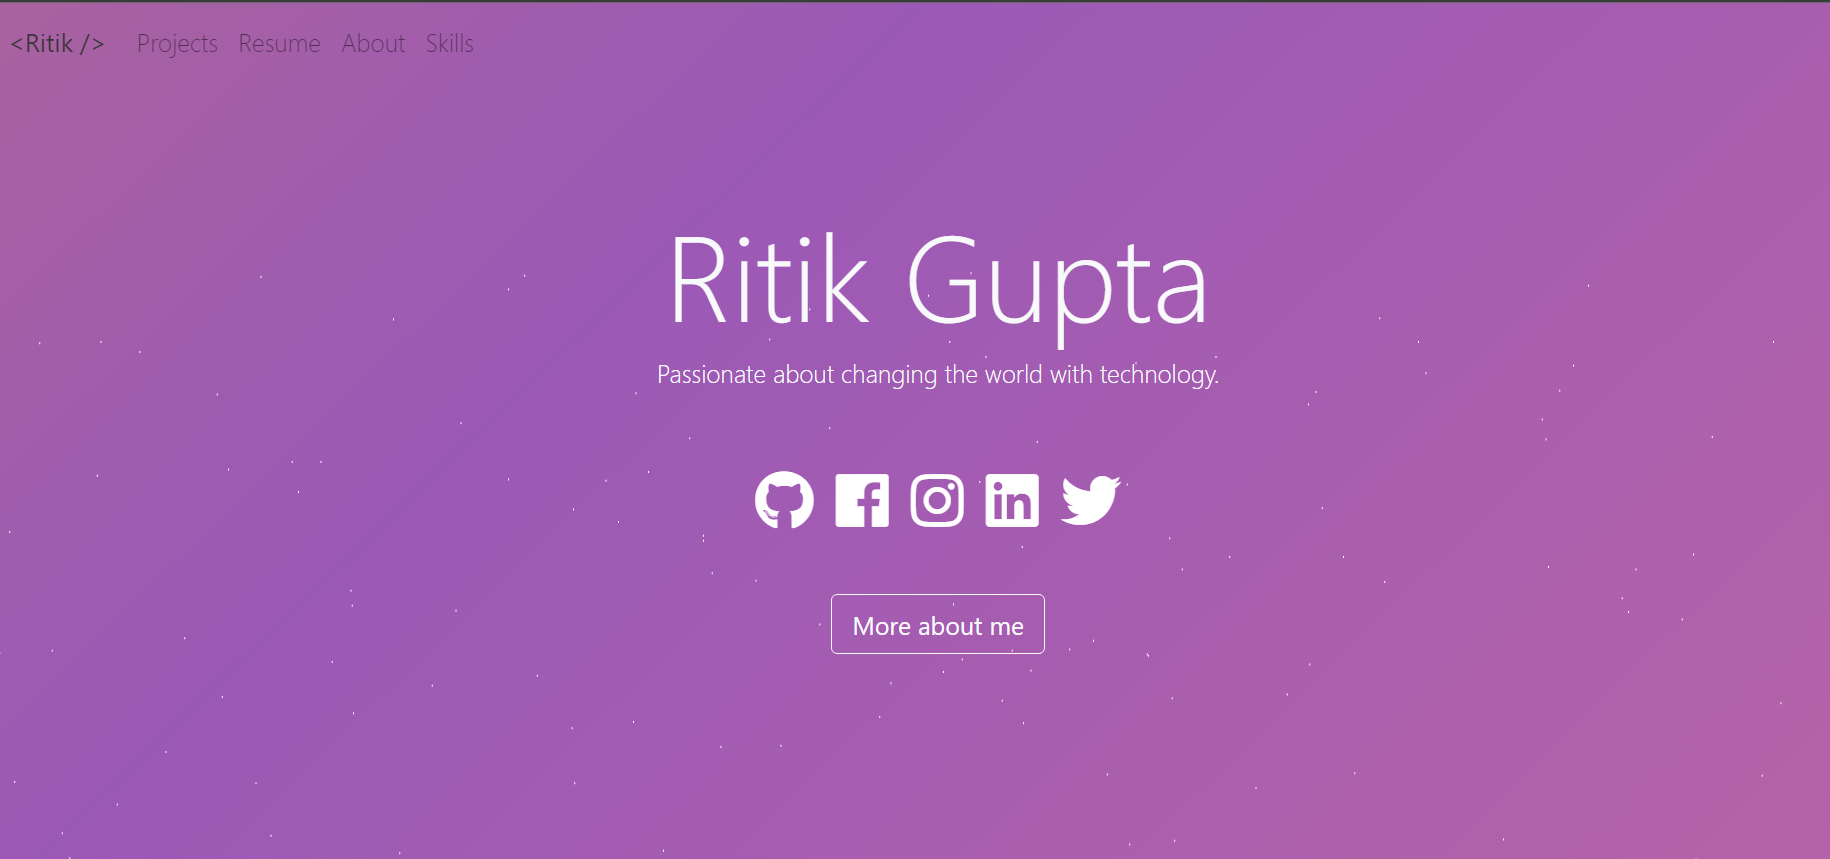 <Ritik /> Projects Resume About Skills
Ritik Gupta
Passionate about changing the world with technology.
More about me